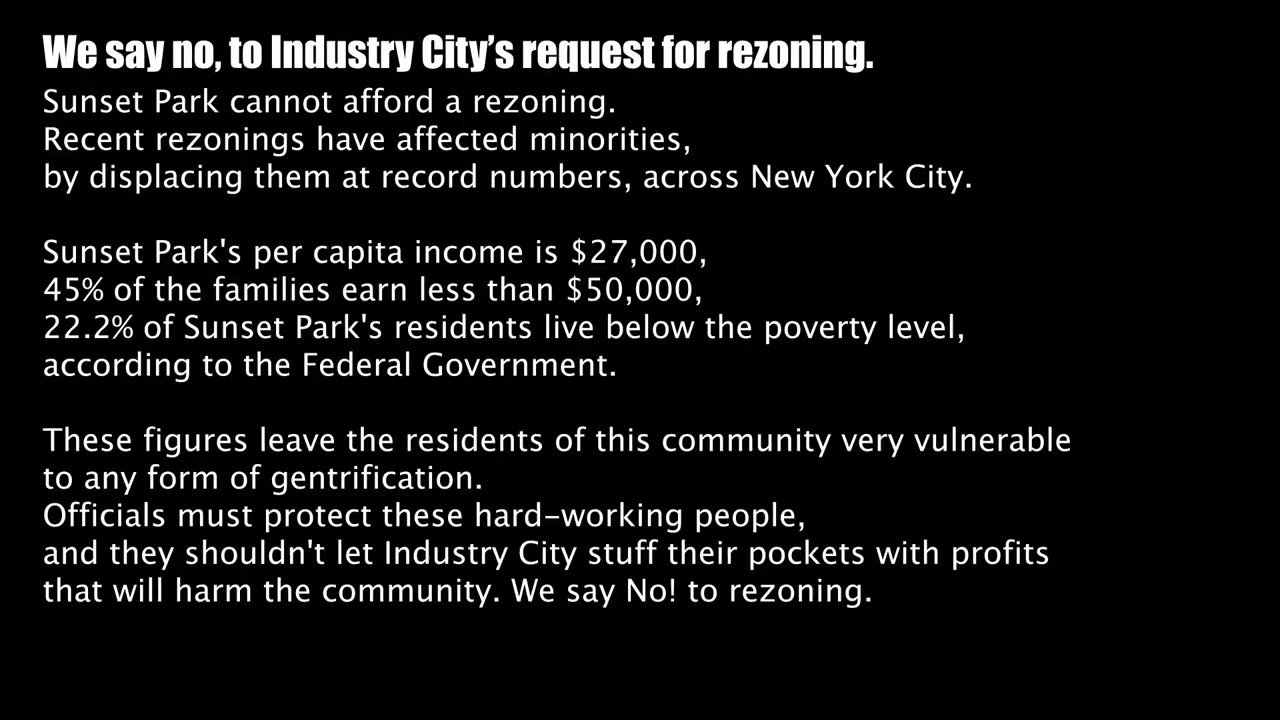 We say no, to Industry City’s request for rezoning.
Sunset Park cannot afford a rezoning.
Recent rezonings have affected minorities,
by displacing them at record numbers, across New York City.
Sunset Park's per capita income is $27,000,
45% of the families earn less than $50,000,
22.2% of Sunset Park's residents live below the poverty level,
according to the Federal Government.
These figures leave the residents of this community very vulnerable
to any form of gentrification.
Officials must protect these hard-working people,
and they shouldn't let Industry City stuff their pockets with profits
that will harm the community. We say No! to rezoning.